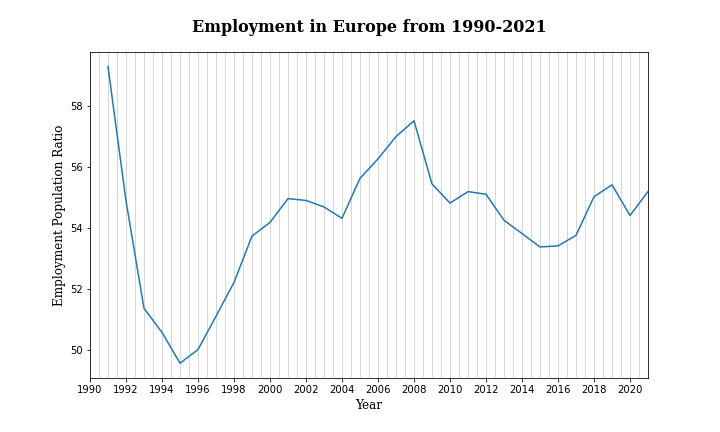 Employment in Europe from 1990-2021
Employment Population Ratio
58
56
54
52
50
1990 1992 1994 1996 1998 2000 2002 2004 2006 2008 2010 2012 2014 2016 2018 2020
Year